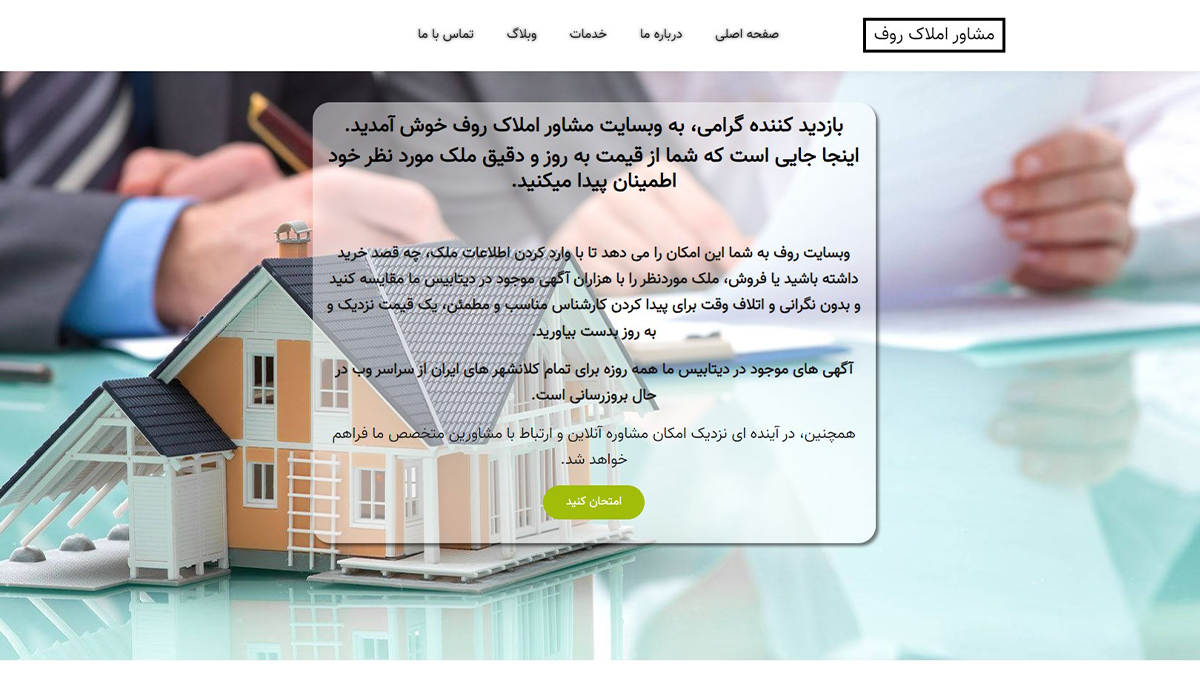 مشاور املاک روف
صفحه اصلی
درباره ما
خدمات
وبلاگ
تماس با ما
بازدید کننده گرامی، به وبسایت مشاور املاک روف خوش آمدید.
اینجا جایی است که شما از قیمت به روز و دقیق ملک مورد نظر خود
اطمینان پیدا میکنید.
وبسایت روف به شما این امکان را می دهد تا با وارد کردن اطلاعات ملک، چه قصد خرید
داشته باشید یا فروش، ملک موردنظر را با هزاران آگهی موجود در دیتابیس ما مقایسه کنید
و بدون نگرانی و اتلاف وقت برای پیدا کردن کارشناس مناسب و مطمئن، یک قیمت نزدیک و
به روز بدست بیاورید.
آگهی های موجود در دیتابیس ما همه روزه برای تمام کلانشهر های ایران از سراسر وب در
حال بروزرسانی است.
همچنین، در آینده ای نزدیک امکان مشاوره آنلاین و ارتباط با مشاورین متخصص ما فراهم
خواهد شد.
امتحان کنید